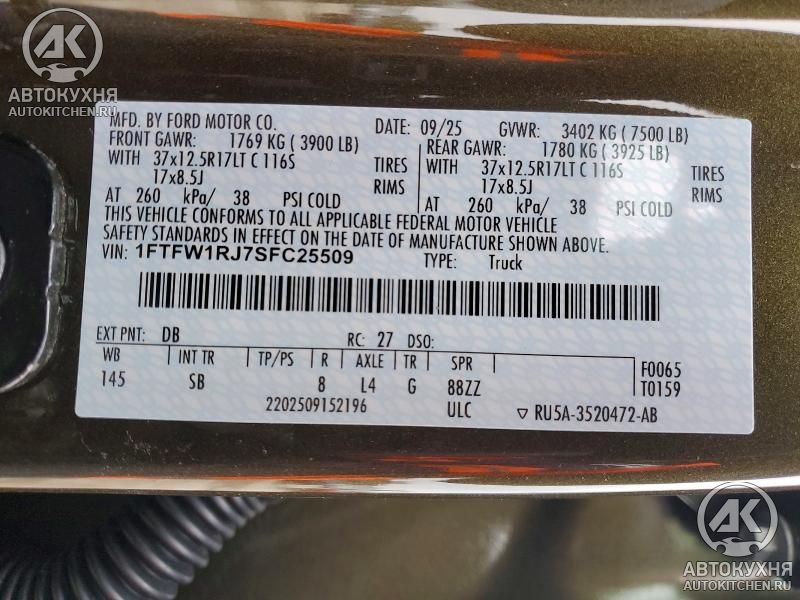 AK
АВТОКУХНЯ
AUTOKITCHEN.RU
MFD. BY FORD MOTOR CO. DATE: 09/25 GVWR: 3402 KG ( 7500 LB)
FRONT GAWR: 1769 KG ( 3900 LB) REAR GAWR: 1780 KG ( 3925 LB)
WITH 37x12.5R17LT C 116S TIRES WITH 37x12.5R17LT C 116S TIRES
17x8.5J RIMS 17x8.5J RIMS
AT 260 kPa/ 38 PSI COLD AT 260 kPa/ 38 PSI COLD
THIS VEHICLE CONFORMS TO ALL APPLICABLE FEDERAL MOTOR VEHICLE
SAFETY STANDARDS IN EFFECT ON THE DATE OF MANUFACTURE SHOWN ABOVE.
VIN: 1FTFW1RJ7SFC25509 TYPE: Truck
EXT PNT: DB RC: 27 DSO:
WB INT TR TP/PS R AXLE TR SPR F0065
145 SB 8 L4 G 88ZZ T0159
2202509152196 ULC ▽ RU5A-3520472-AB
AK
АВТОКУХНЯ
AUTOKITCHEN.RU